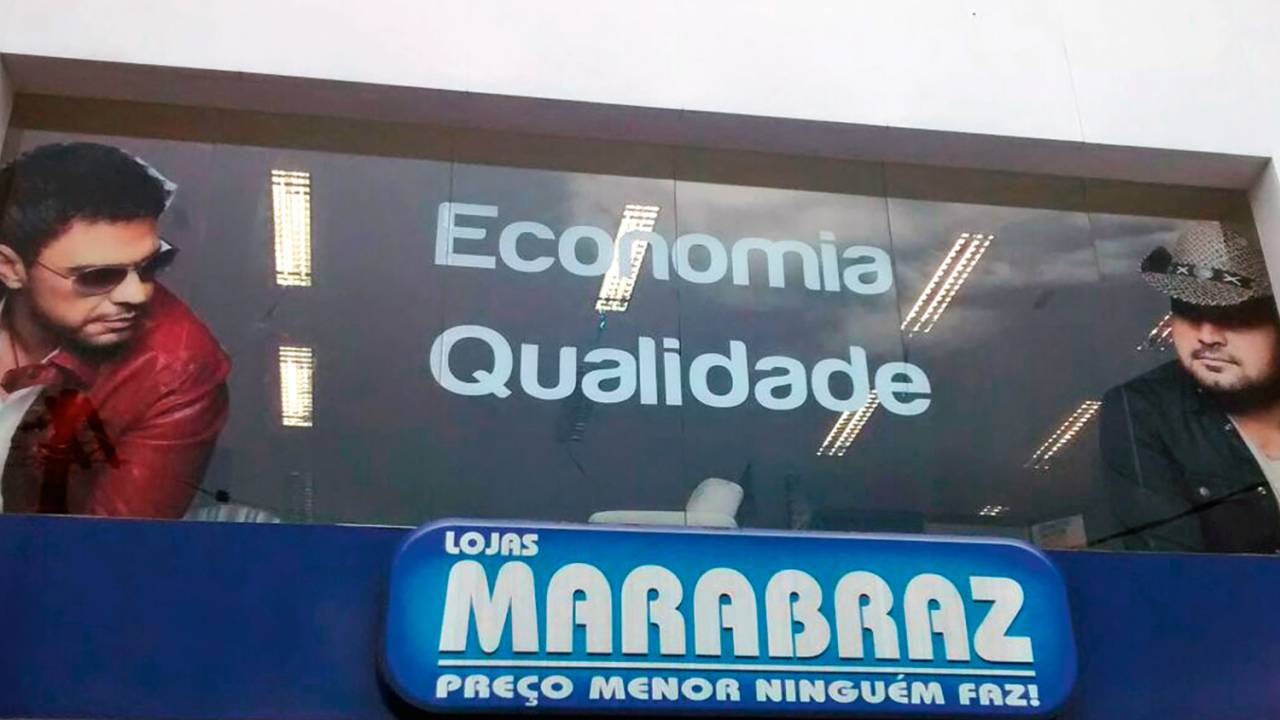 Economia
Qualidade
LOJAS
MARABRAZ
PREÇO MENOR NINGUÉM FAZ!